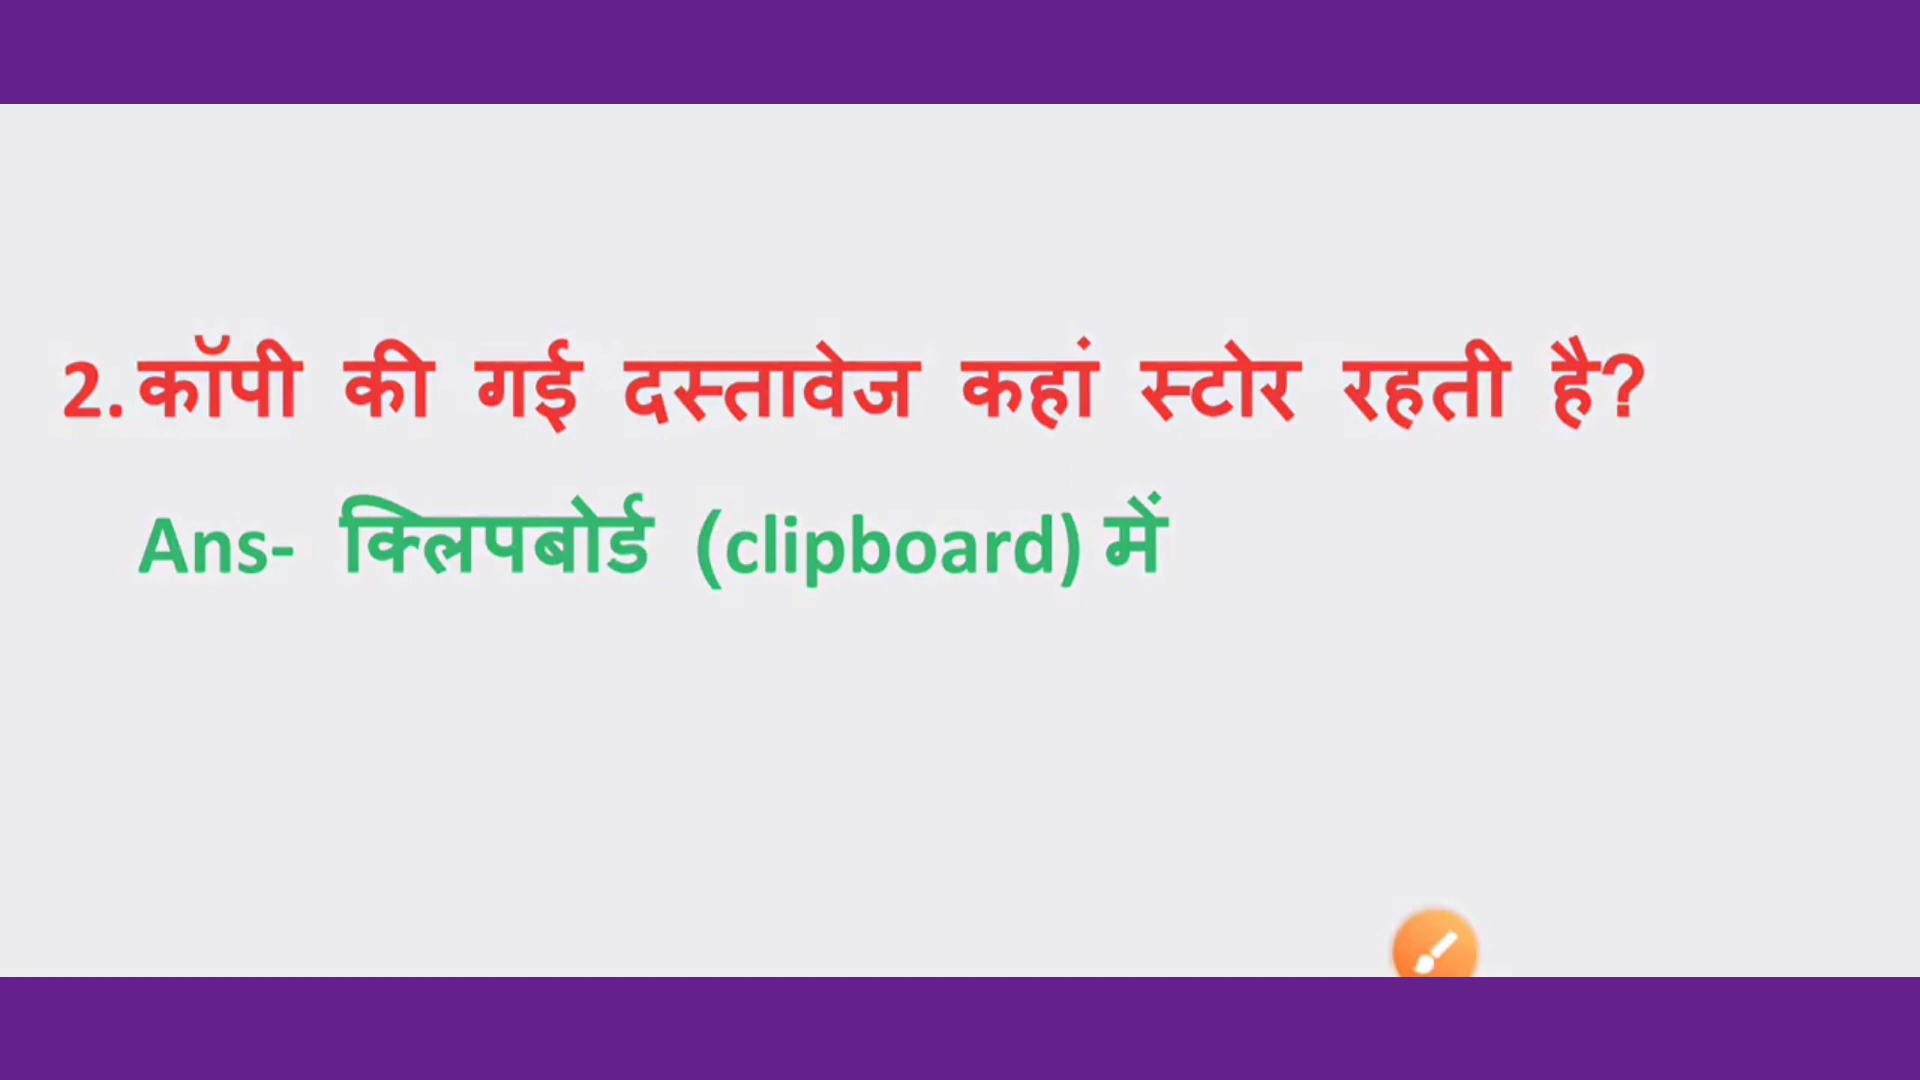 2. कॉपी की गई दस्तावेज कहां स्टोर रहती है?
Ans- क्लिपबोर्ड (clipboard) में